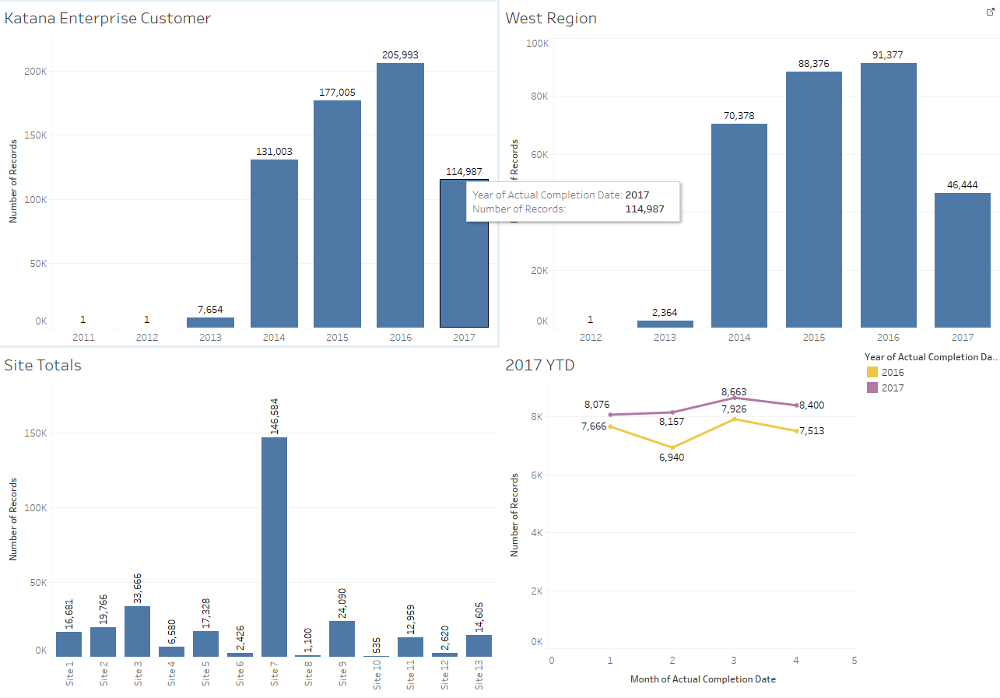 Katana Enterprise Customer
Number of Records
200K
150K
100K
50K
0K
1
1
7,654
131,003
177,005
205,993
114,987
2011
2012
2013
2014
2015
2016
2017
Year of Actual Completion Date: 2017
Number of Records: 114,987
West Region
100K
80K
60K
20K
0K
1
2,364
70,378
88,376
91,377
46,444
2012
2013
2014
2015
2016
2017
Site Totals
Number of Records
150K
100K
50K
0K
16,681
19,766
33,666
6,580
17,328
2,426
146,584
1,100
24,090
535
12,959
2,620
14,605
Site 1
Site 2
Site 3
Site 4
Site 5
Site 6
Site 7
Site 8
Site 9
Site 10
Site 11
Site 12
Site 13
2017 YTD
Number of Records
8K
6K
4K
2K
0K
8,076
8,157
8,663
8,400
7,666
6,940
7,926
7,513
0
1
2
3
4
5
Month of Actual Completion Date
Year of Actual Completion Da..
2016
2017